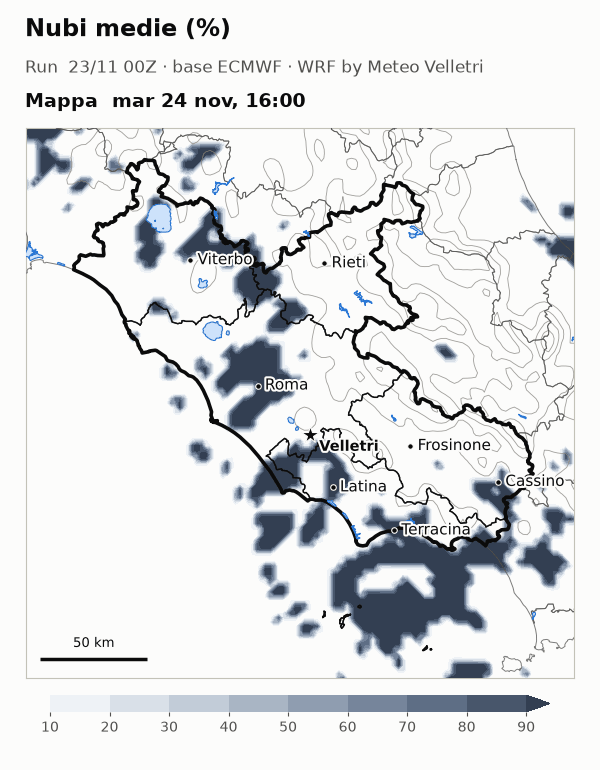 Nubi medie (%)
Run  23/11 00Z · base ECMWF · WRF by Meteo Velletri
Mappa  mar 24 nov, 16:00
Viterbo
Rieti
Roma
Velletri
Frosinone
Latina
Cassino
Terracina
50 km
10 20 30 40 50 60 70 80 90